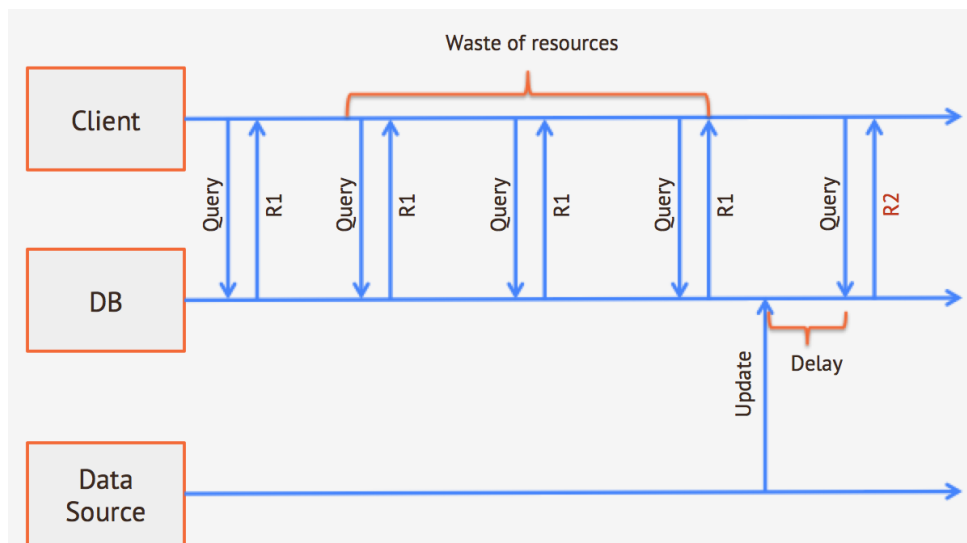 Waste of resources
Client
Query
R1
Query
R1
Query
R1
Query
R1
Query
R2
DB
Update
Delay
Data
Source